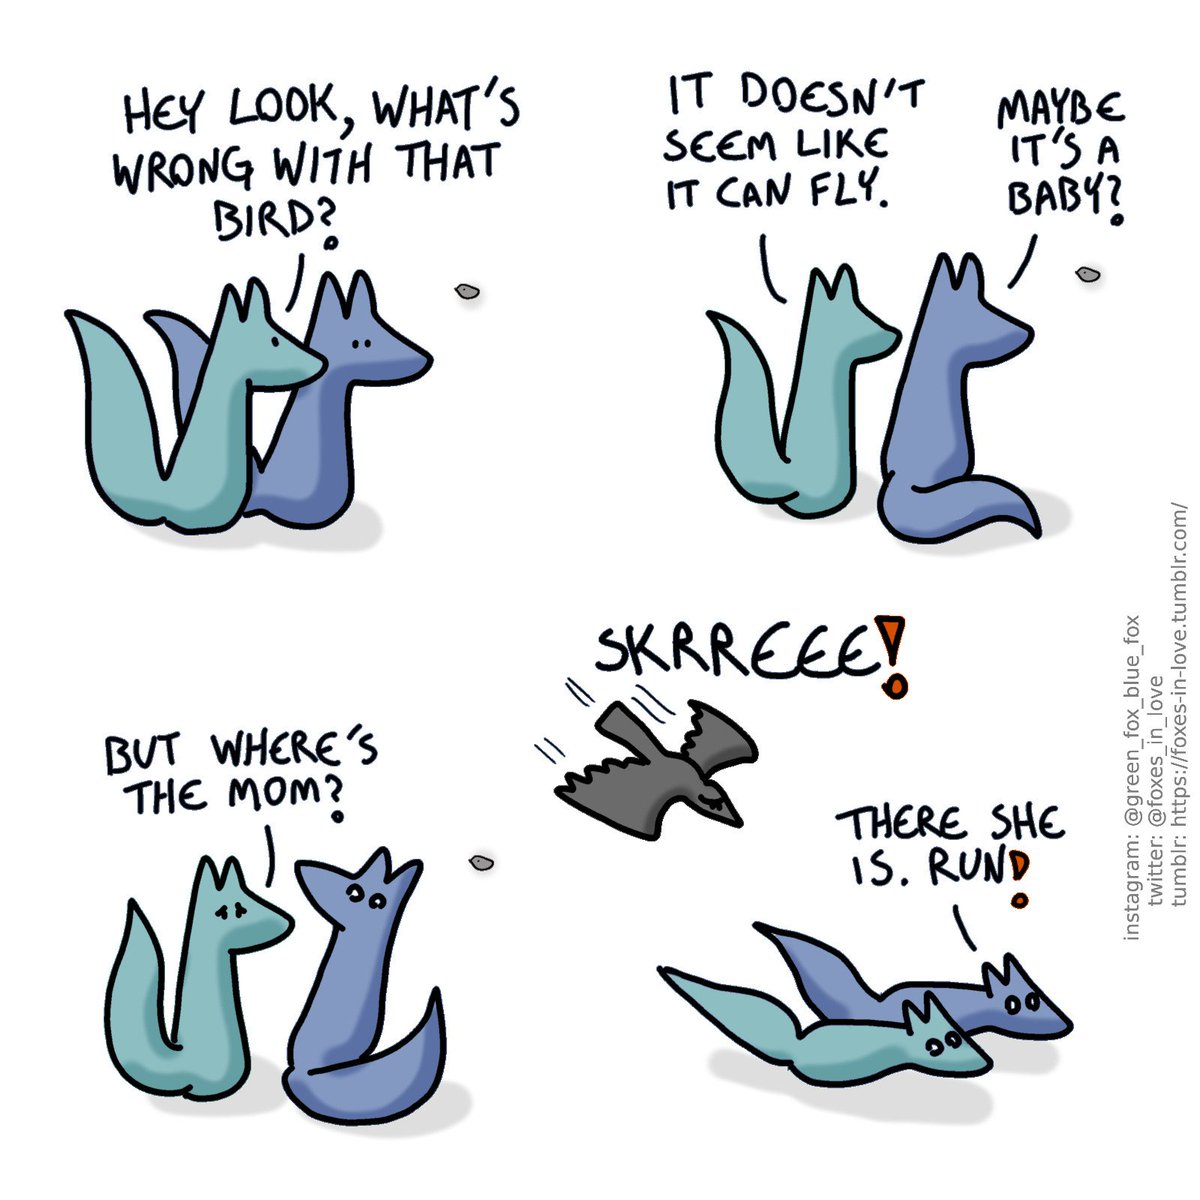 HEY LOOK, WHAT'S
WRONG WITH THAT
BIRD?
IT DOESN'T
SEEM LIKE
IT CAN FLY.
MAYBE
IT'S A
BABY?
BUT WHERE'S
THE MOM?
SKRREEE!
THERE SHE
IS. RUN!
instagram: @green_fox_blue_fox
twitter: @foxes_in_love
tumblr: https://foxes-in-love.tumblr.com/